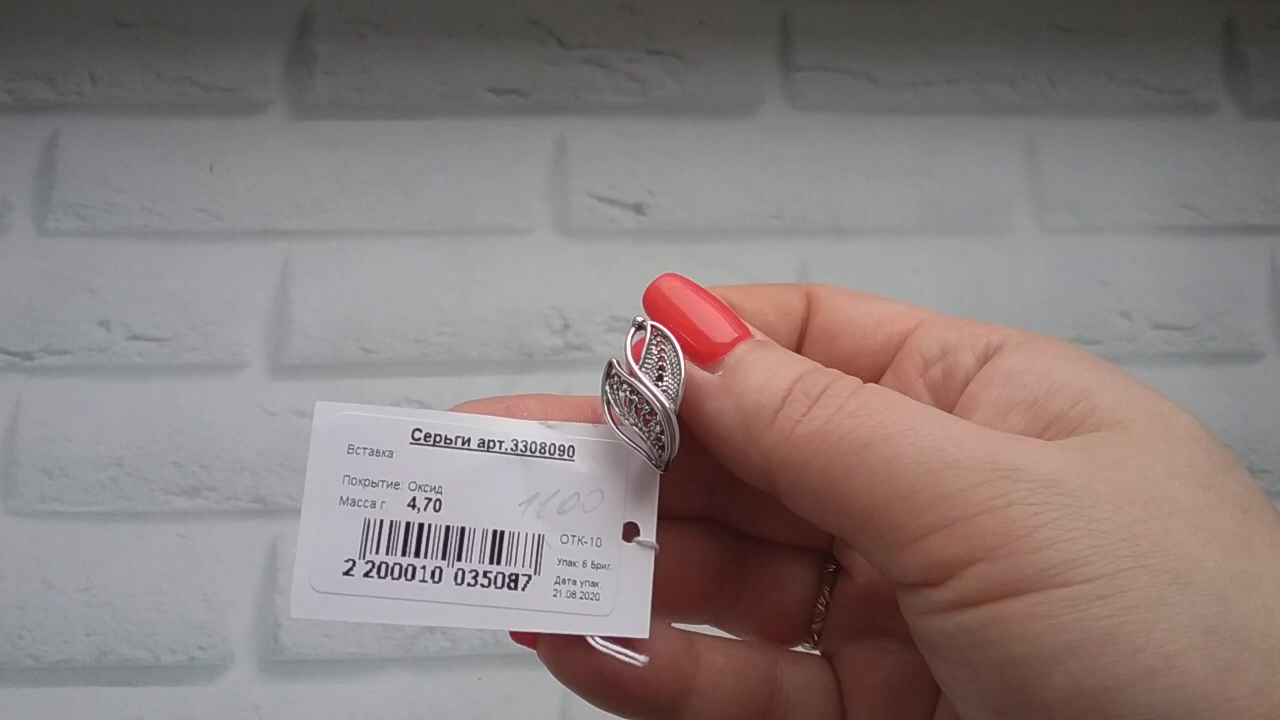 Серьги арт.3308090
Вставка
Покрытие: Оксид
Масса г. 4,70
1100
ОТК-10
Упак: 6 Бриг.
Дата упак.
21.08.2020
2 200010 035087